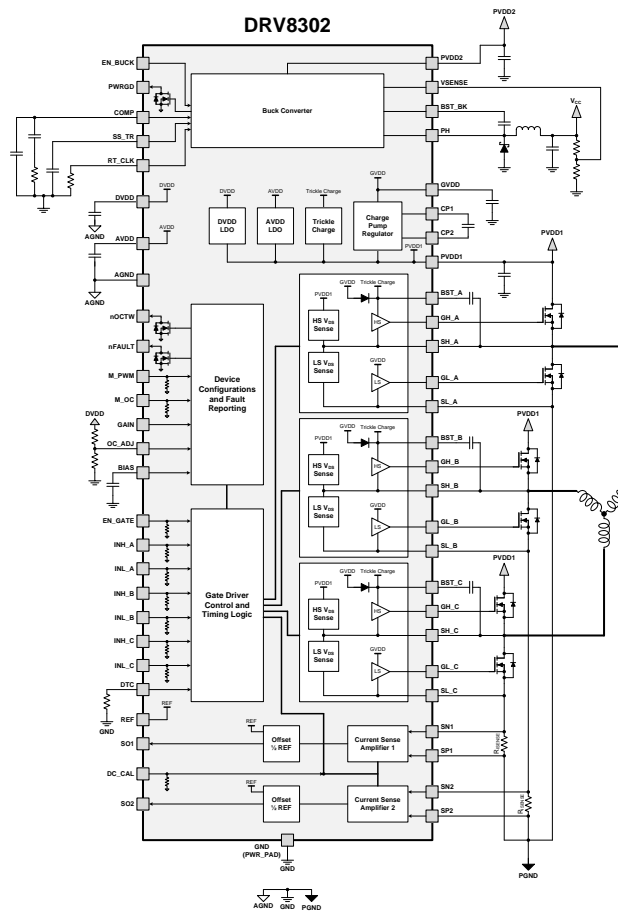 DRV8302
PVDD2
EN_BUCK
PWRGD
COMP
SS_TR
RT_CLK
Buck Converter
PVDD2
VSENSE
BST_BK
PH
VCC
DVDD
DVDD
AGND
AVDD
AVDD
AGND
AGND
DVDD
DVDD
LDO
AVDD
AVDD
LDO
Trickle Charge
Trickle
Charge
GVDD
Charge
Pump
Regulator
PVDD1
GVDD
CP1
CP2
PVDD1
PVDD1
nOCTW
nFAULT
M_PWM
M_OC
GAIN
DVDD
OC_ADJ
BIAS
Device
Configurations
and Fault
Reporting
PVDD1
GVDD
Trickle Charge
HS VDS
Sense
HS
LS VDS
Sense
GVDD
LS
BST_A
GH_A
SH_A
GL_A
SL_A
PVDD1
PVDD1
GVDD
Trickle Charge
HS VDS
Sense
HS
LS VDS
Sense
GVDD
LS
BST_B
GH_B
SH_B
GL_B
SL_B
PVDD1
PVDD1
GVDD
Trickle Charge
HS VDS
Sense
HS
LS VDS
Sense
GVDD
LS
BST_C
GH_C
SH_C
GL_C
SL_C
EN_GATE
INH_A
INL_A
INH_B
INL_B
INH_C
INL_C
DTC
GND
Gate Driver
Control and
Timing Logic
REF
REF
SO1
DC_CAL
SO2
REF
Offset
½ REF
Current Sense
Amplifier 1
SN1
SP1
RISENSE
REF
Offset
½ REF
Current Sense
Amplifier 2
SN2
SP2
RISENSE
GND
(PWR_PAD)
GND
PGND
AGND
GND
PGND